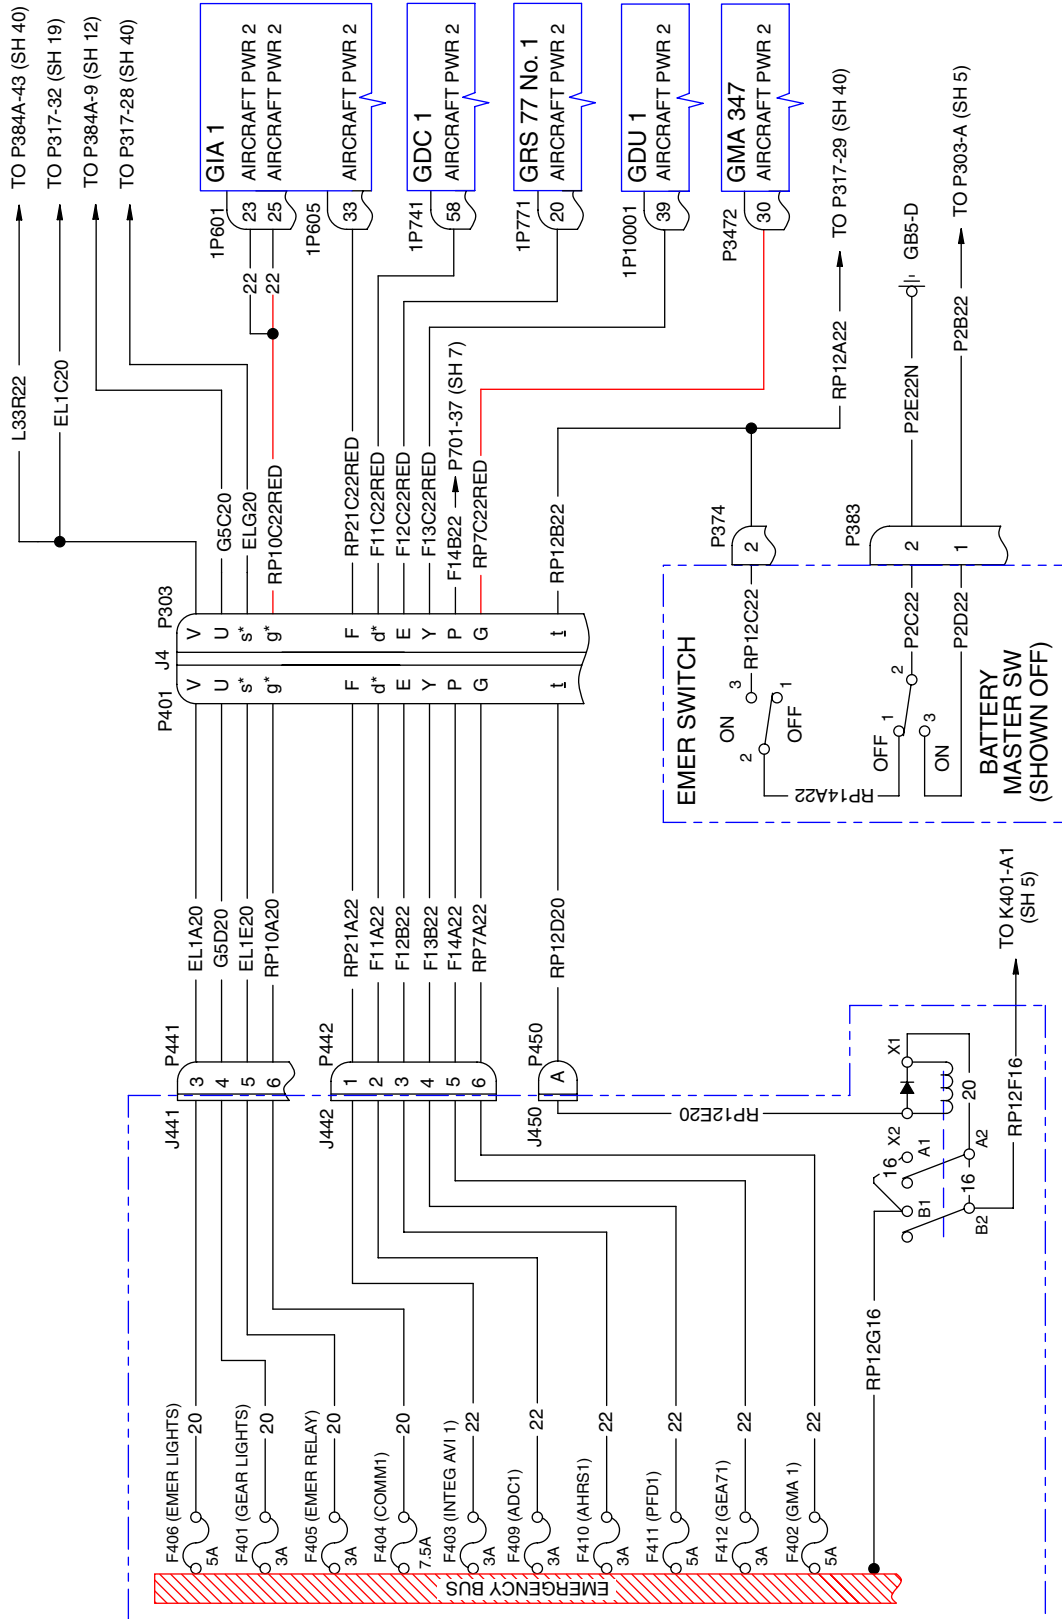 TO P384A-43 (SH 40)
TO P317-32 (SH 19)
TO P384A-9 (SH 12)
TO P317-28 (SH 40)
L33R22
EL1C20
GIA 1
AIRCRAFT PWR 2
AIRCRAFT PWR 2
AIRCRAFT PWR 2
1P601
23
25
22
22
1P605
33
GDC 1
AIRCRAFT PWR 2
1P741
58
GRS 77 No. 1
AIRCRAFT PWR 2
1P771
20
GDU 1
AIRCRAFT PWR 2
1P10001
39
GMA 347
AIRCRAFT PWR 2
P3472
30
G5C20
ELG20
RP10C22RED
RP21C22RED
F11C22RED
F12C22RED
F13C22RED
F14B22
P701-37 (SH 7)
RP7C22RED
RP12B22
RP12A22
TO P317-29 (SH 40)
P303
J4
P401
V
U
s*
g*
F
d*
E
Y
P
G
t
V
U
s*
g*
F
d*
E
Y
P
G
t
EL1A20
G5D20
EL1E20
RP10A20
RP21A22
F11A22
F12B22
F13B22
F14A22
RP7A22
RP12D20
P441
J441
3
4
5
6
P442
J442
1
2
3
4
5
6
P450
J450
A
RP12E20
EMER SWITCH
P374
2
RP12C22
3
ON
2
1
OFF
RP14A22
P383
2
1
P2C22
P2D22
P2E22N
GB5-D
P2B22
TO P303-A (SH 5)
OFF
1
2
3
ON
BATTERY
MASTER SW
(SHOWN OFF)
TO K401-A1
(SH 5)
X1
X2
20
A1
A2
16
16
B1
B2
RP12F16
RP12G16
F406 (EMER LIGHTS)
5A
20
F401 (GEAR LIGHTS)
3A
20
F405 (EMER RELAY)
3A
20
F404 (COMM1)
7.5A
20
F403 (INTEG AVI 1)
3A
22
F409 (ADC1)
3A
22
F410 (AHRS1)
3A
22
F411 (PFD1)
5A
22
F412 (GEA71)
3A
22
F402 (GMA 1)
5A
22
EMERGENCY BUS